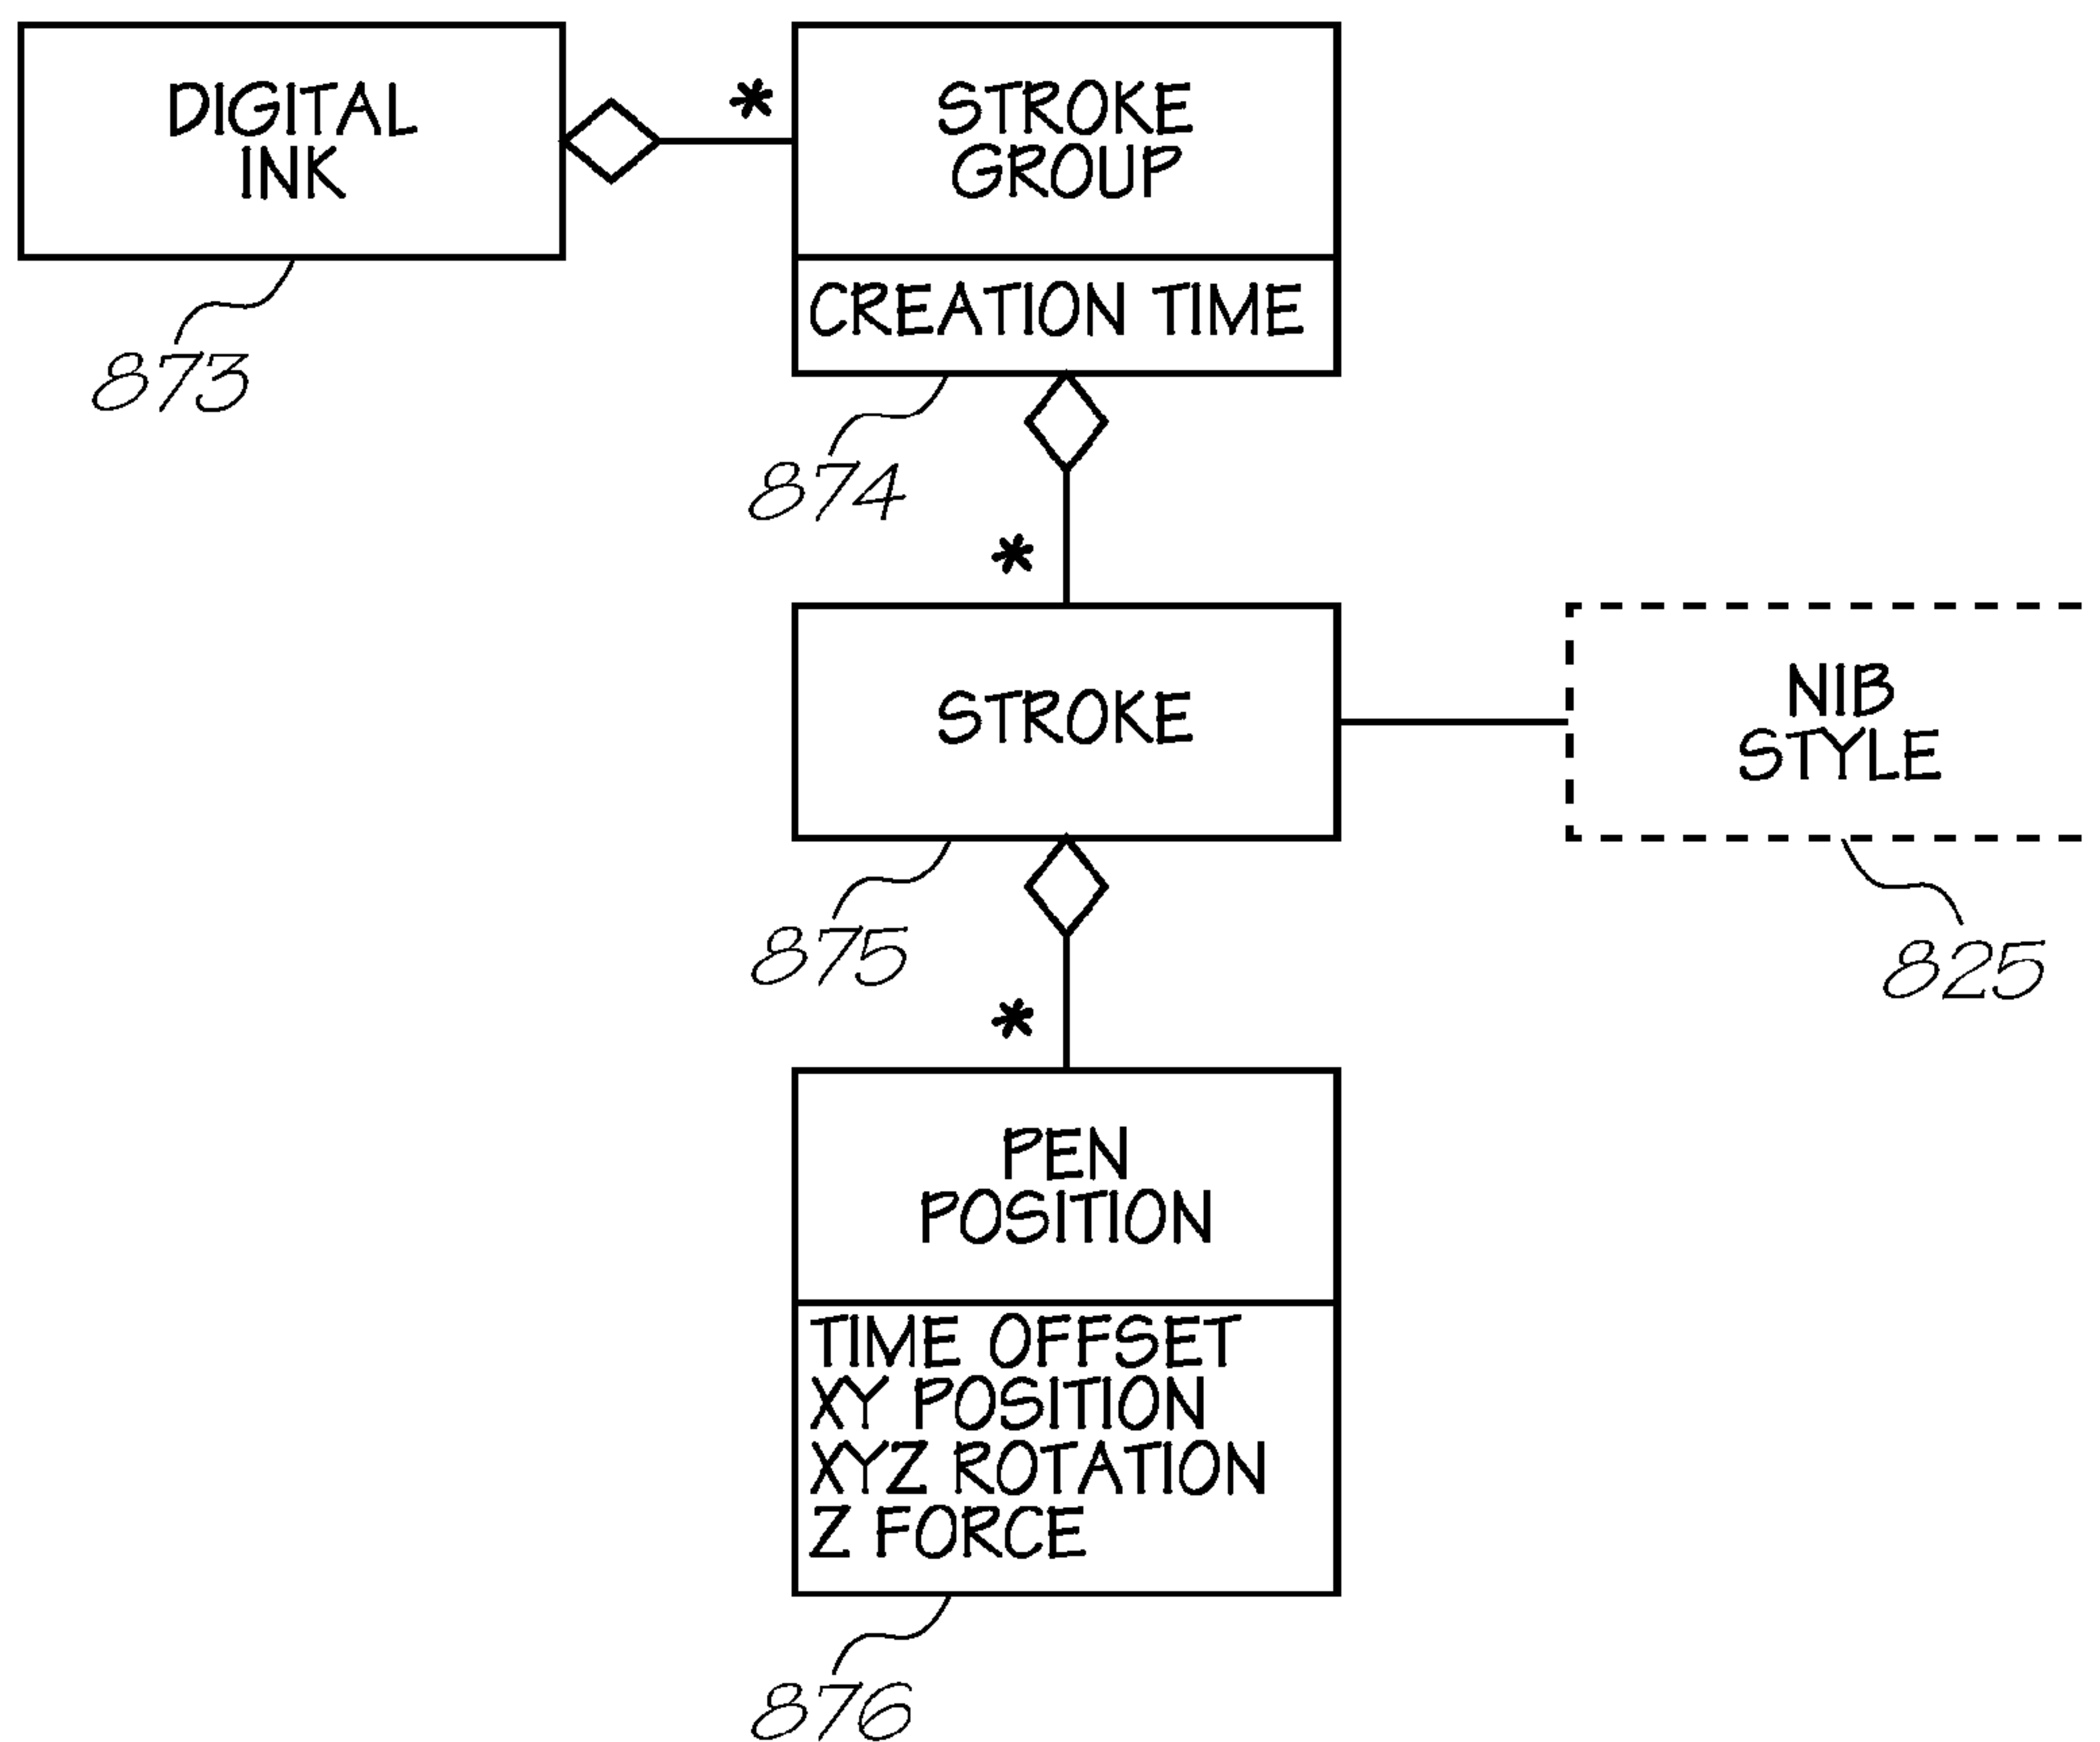 DIGITAL
INK
873
*
STROKE
GROUP
CREATION TIME
874
*
STROKE
875
NIB
STYLE
825
*
PEN
POSITION
TIME OFFSET
XY POSITION
XYZ ROTATION
Z FORCE
876